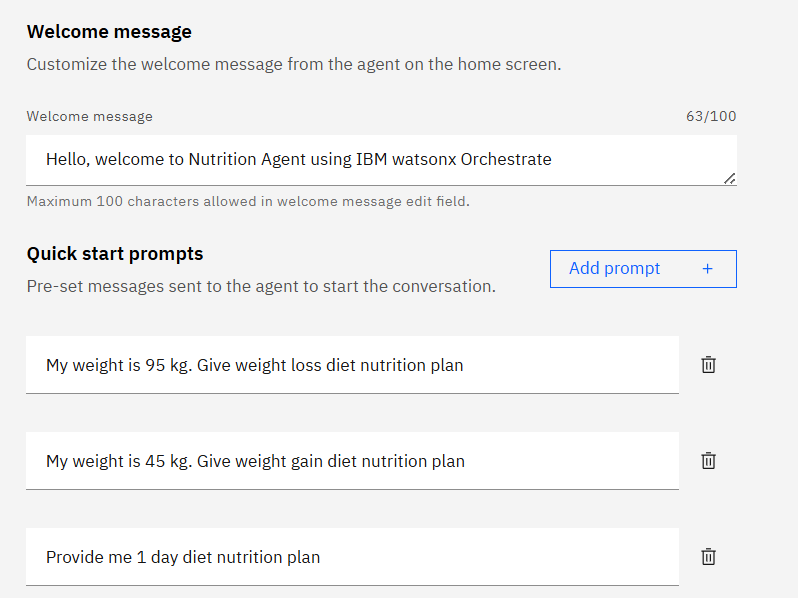 Welcome message
Customize the welcome message from the agent on the home screen.
Welcome message 63/100
Hello, welcome to Nutrition Agent using IBM watsonx Orchestrate
Maximum 100 characters allowed in welcome message edit field.
Quick start prompts
Pre-set messages sent to the agent to start the conversation.
Add prompt +
My weight is 95 kg. Give weight loss diet nutrition plan
My weight is 45 kg. Give weight gain diet nutrition plan
Provide me 1 day diet nutrition plan